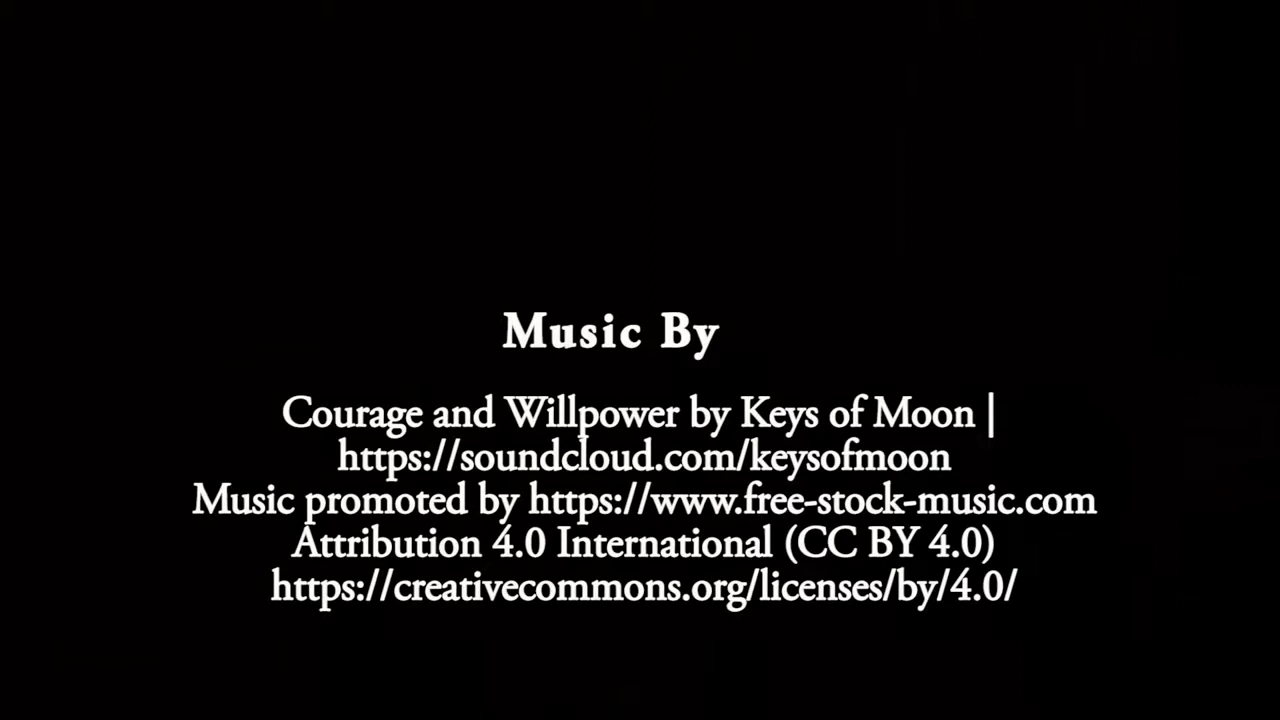 Music By
Courage and Willpower by Keys of Moon |
https://soundcloud.com/keysofmoon
Music promoted by https://www.free-stock-music.com
Attribution 4.0 International (CC BY 4.0)
https://creativecommons.org/licenses/by/4.0/